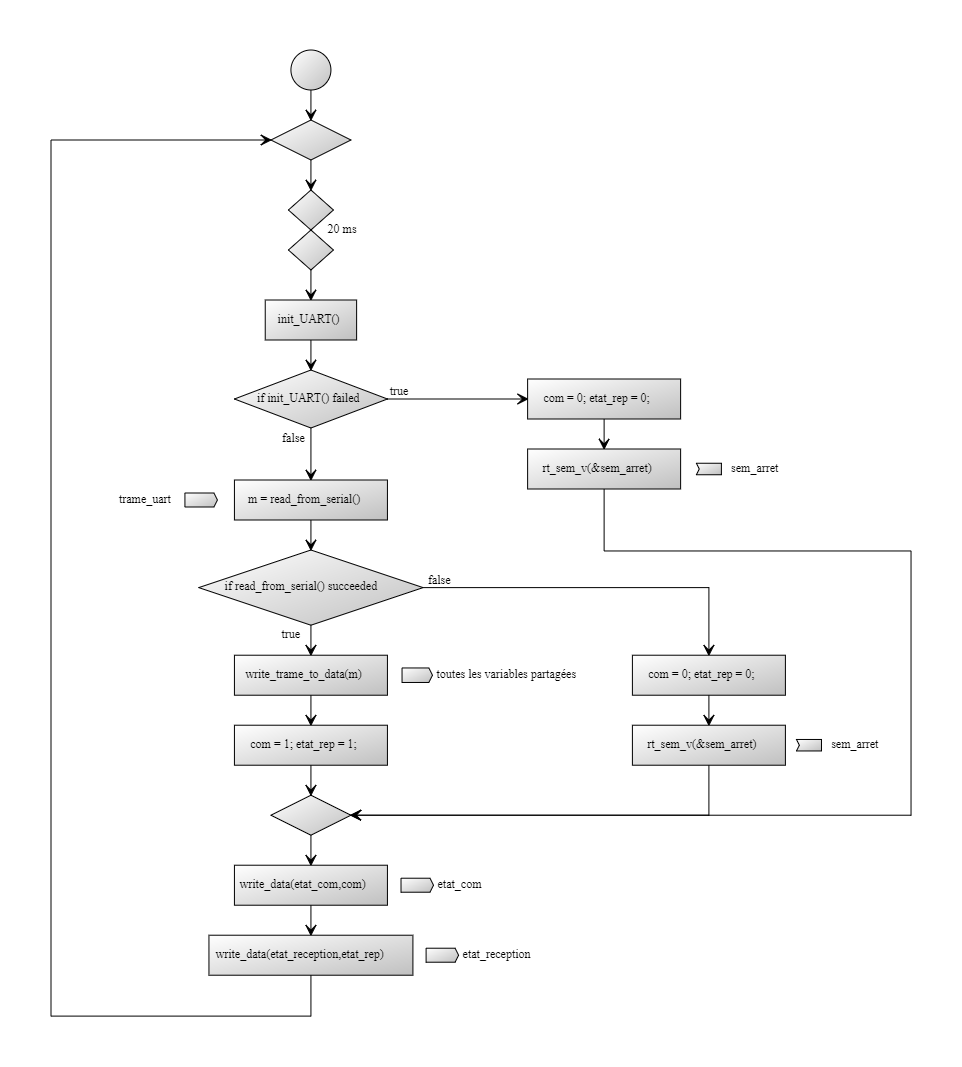 20 ms
init_UART()
if init_UART() failed
true
com = 0; etat_rep = 0;
false
rt_sem_v(&sem_arret)
sem_arret
trame_uart
m = read_from_serial()
if read_from_serial() succeeded
false
true
write_trame_to_data(m)
toutes les variables partagées
com = 0; etat_rep = 0;
com = 1; etat_rep = 1;
rt_sem_v(&sem_arret)
sem_arret
write_data(etat_com,com)
etat_com
write_data(etat_reception,etat_rep)
etat_reception